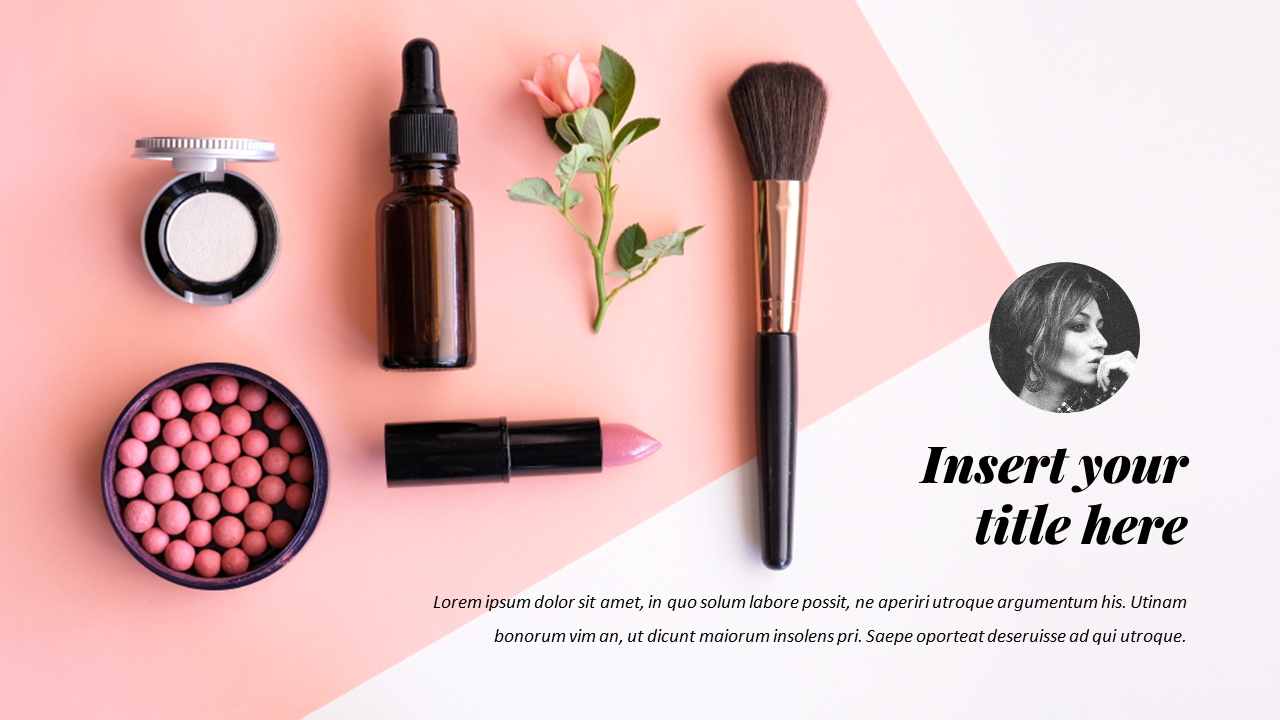 Insert your
title here
Lorem ipsum dolor sit amet, in quo solum labore possit, ne aperiri utroque argumentum his. Utinam
bonorum vim an, ut dicunt maiorum insolens pri. Saepe oporteat deseruisse ad qui utroque.